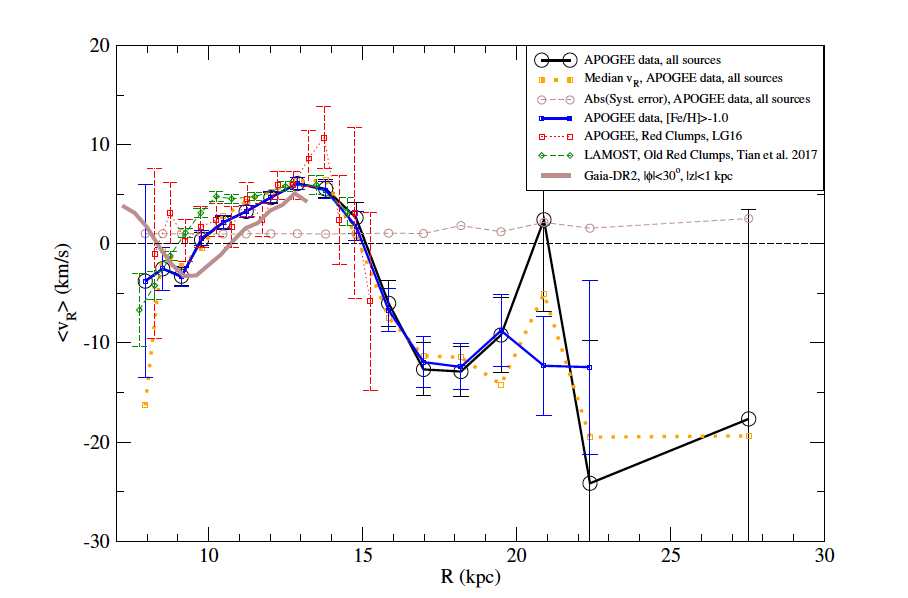 APOGEE data, all sources
Median vR, APOGEE data, all sources
Abs(Syst. error), APOGEE data, all sources
APOGEE data, [Fe/H]>-1.0
APOGEE, Red Clumps, LG16
LAMOST, Old Red Clumps, Tian et al. 2017
Gaia-DR2, |ϕ|<30°, |z|<1 kpc
20
10
0
-10
-20
-30
<vR> (km/s)
10 15 20 25 30
R (kpc)